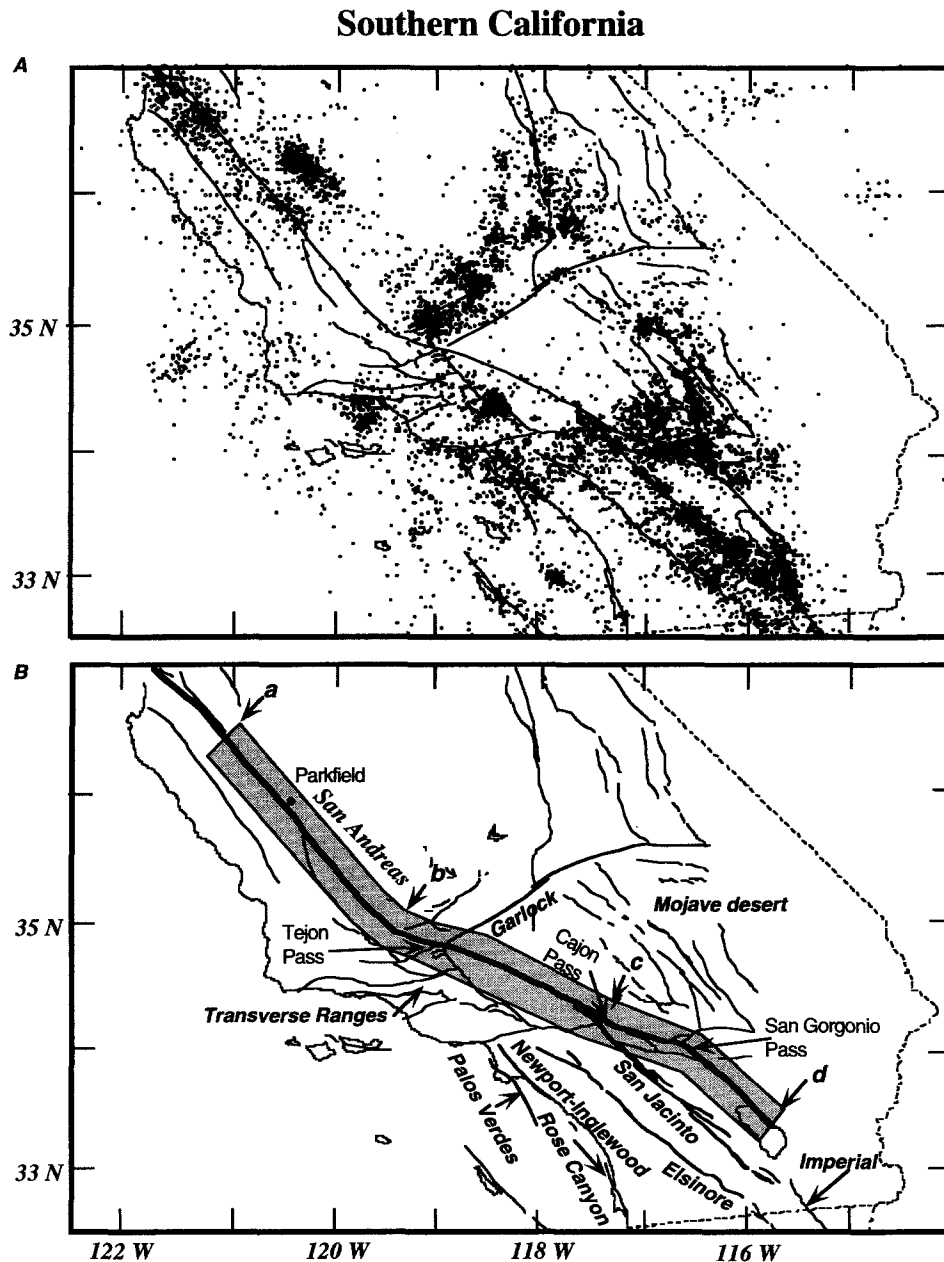 Southern California
A
35 N
33 N
B
a
Parkfield
San Andreas
b
Garlock
Mojave desert
35 N
Tejon
Pass
Cajon
Pass
c
Transverse Ranges
San Gorgonio
Pass
d
Palos Verdes
Newport-Inglewood
San Jacinto
Rose Canyon
Elsinore
Imperial
33 N
122 W
120 W
118 W
116 W